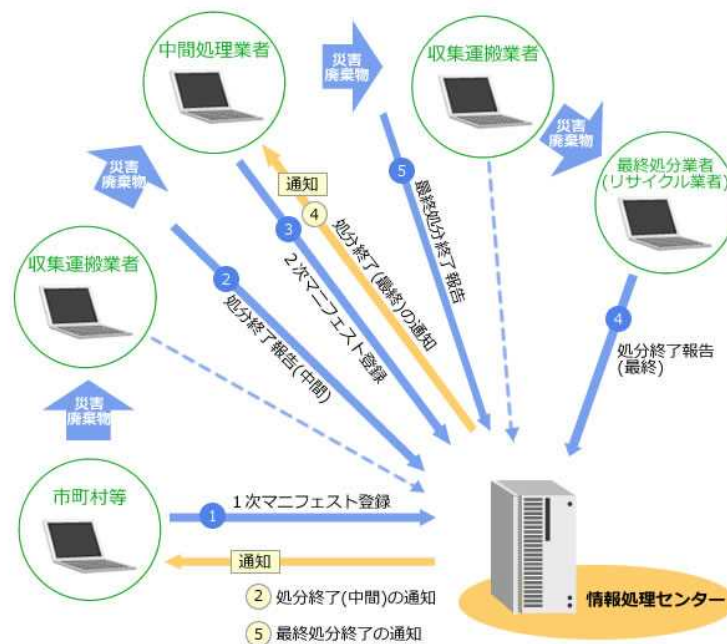 中間処理業者
災害
廃棄物
収集運搬業者
災害
廃棄物
最終処分業者
(リサイクル業者)
災害
廃棄物
通知
④
処分終了(最終)の通知
③
2次マニフェスト登録
⑤
最終処分終了報告
収集運搬業者
②
処分終了報告(中間)
④
処分終了報告
(最終)
災害
廃棄物
市町村等
①
1次マニフェスト登録
通知
② 処分終了(中間)の通知
⑤ 最終処分終了の通知
情報処理センター